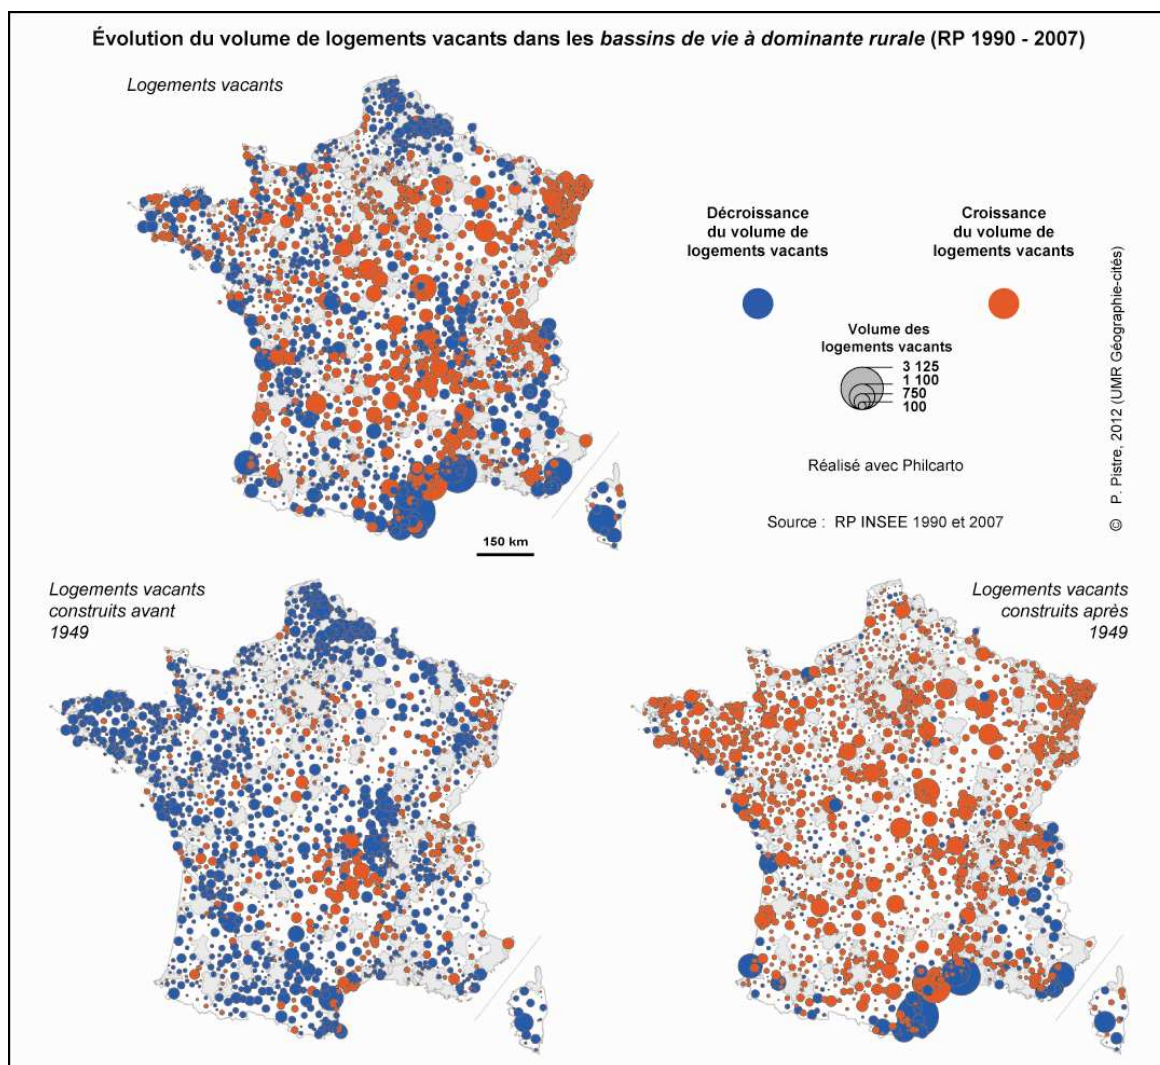 Évolution du volume de logements vacants dans les bassins de vie à dominante rurale (RP 1990 - 2007)
Logements vacants
Décroissance
du volume de
logements vacants
Croissance
du volume de
logements vacants
Volume des
logements vacants
3 125
1 100
750
100
Réalisé avec Philcarto
Source : RP INSEE 1990 et 2007
© P. Pistre, 2012 (UMR Géographie-cités)
150 km
Logements vacants
construits avant
1949
Logements vacants
construits après
1949